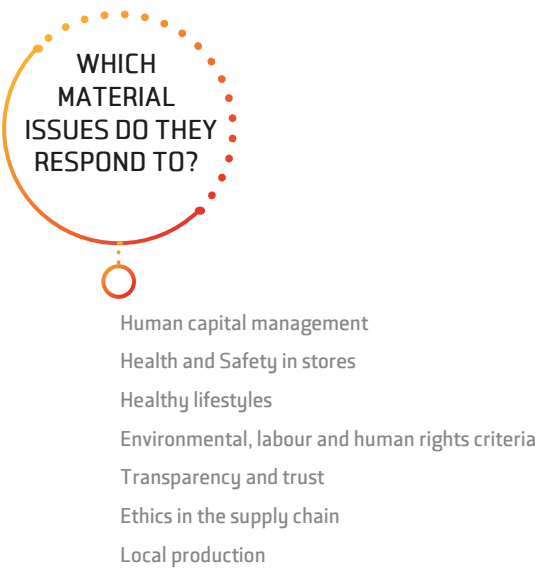 WHICH
MATERIAL
ISSUES DO THEY
RESPOND TO?
Human capital management
Health and Safety in stores
Healthy lifestyles
Environmental, labour and human rights criteria
Transparency and trust
Ethics in the supply chain
Local production